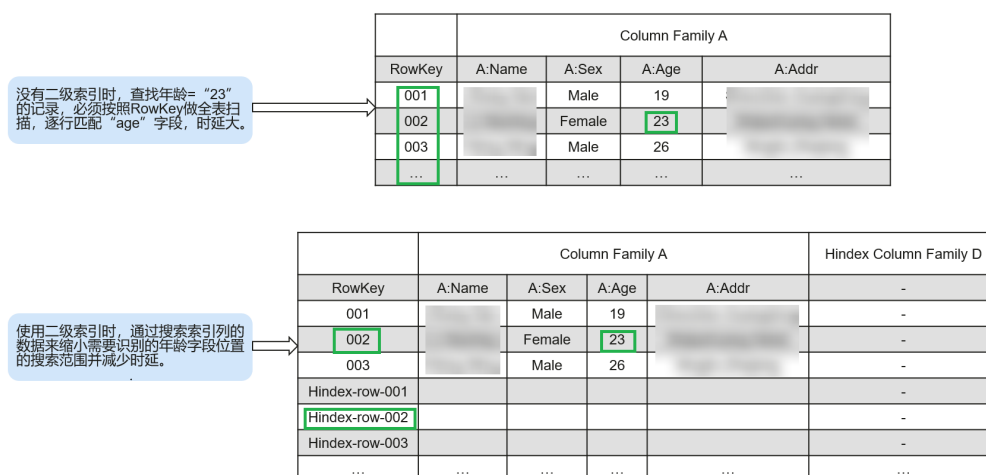 Column Family A
RowKey A:Name A:Sex A:Age A:Addr
没有二级索引时，查找年龄=“23”
的记录，必须按照RowKey做全表扫
描，逐行匹配“age”字段，时延大。
001 Male 19
002 Female 23
003 Male 26
... ... ... ... ...
Column Family A Hindex Column Family D
RowKey A:Name A:Sex A:Age A:Addr -
使用二级索引时，通过搜索索引列的
数据来缩小需要识别的年龄字段位置
的搜索范围并减少时延。
001 Male 19 -
002 Female 23 -
003 Male 26 -
Hindex-row-001 -
Hindex-row-002 -
Hindex-row-003 -
... ... ... ... ... ...